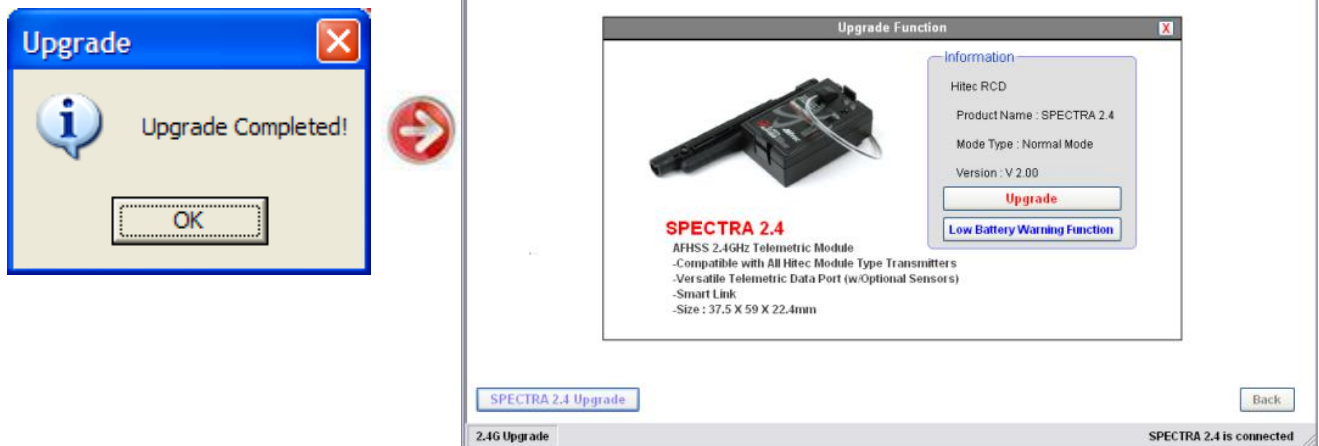 Upgrade
Upgrade Completed!
OK
Upgrade Function
X
Information
Hitec RCD
Product Name : SPECTRA 2.4
Mode Type : Normal Mode
Version : V 2.00
Upgrade
Low Battery Warning Function
SPECTRA 2.4
AFHSS 2.4GHz Telemetric Module
-Compatible with All Hitec Module Type Transmitters
-Versatile Telemetric Data Port (w/Optional Sensors)
-Smart Link
-Size : 37.5 X 59 X 22.4mm
SPECTRA 2.4 Upgrade
Back
2.4G Upgrade
SPECTRA 2.4 is connected